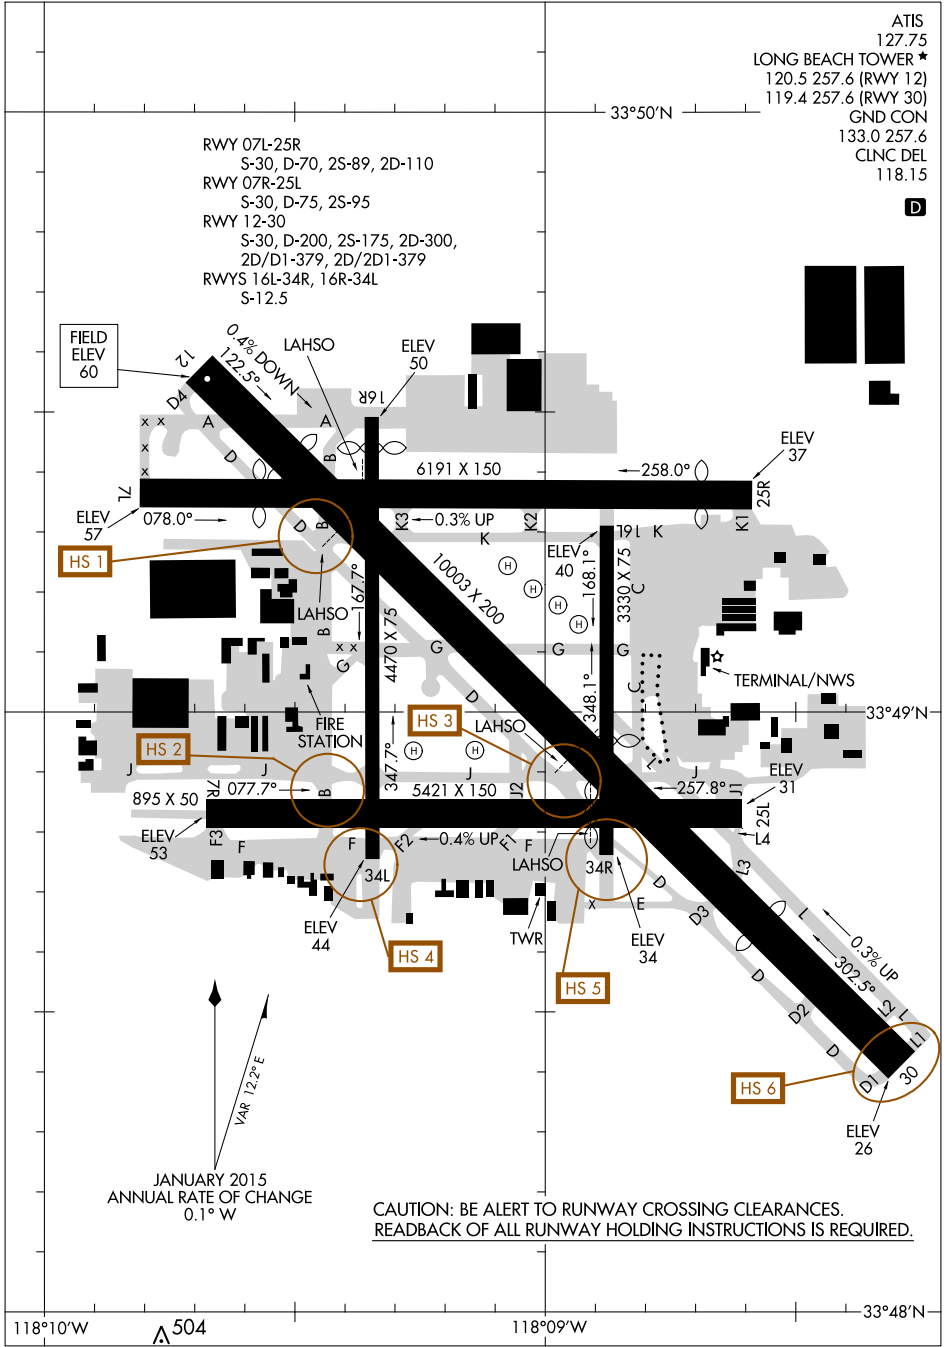 ATIS
127.75
LONG BEACH TOWER ★
120.5 257.6 (RWY 12)
119.4 257.6 (RWY 30)
GND CON
133.0 257.6
CLNC DEL
118.15
D
33°50'N
RWY 07L-25R
S-30, D-70, 2S-89, 2D-110
RWY 07R-25L
S-30, D-75, 2S-95
RWY 12-30
S-30, D-200, 2S-175, 2D-300,
2D/D1-379, 2D/2D1-379
RWYS 16L-34R, 16R-34L
S-12.5
FIELD
ELEV
60
12
0.4% DOWN
122.5°
LAHSO
ELEV
50
16R
D4
A
A
x x
x
x
D
B
6191 X 150
258.0°
ELEV
37
7L
25R
ELEV
57
078.0°
D
B
K3
0.3% UP
K2
16L
K
K1
K
HS 1
ELEV
40
H
H
H
H
10003 X 200
168.1°
3330 X 75
C
LAHSO
167.7°
B
4470 X 75
x x
G
G
G
G
TERMINAL/NWS
D
348.1°
C
FIRE
STATION
HS 3
LAHSO
33°49'N
HS 2
347.7°
H
H
L
J
J
J
J
ELEV
31
7R
895 X 50
077.7°
B
5421 X 150
J2
257.8°
J1
25L
ELEV
53
F3
F
F
F2
0.4% UP
F1
F
L4
LAHSO
34L
34R
L3
D
ELEV
44
HS 4
TWR
x
E
D3
ELEV
34
L
0.3% UP
302.5°
HS 5
D
D2
L2
L
L1
D
D1
30
HS 6
ELEV
26
VAR 12.2° E
JANUARY 2015
ANNUAL RATE OF CHANGE
0.1° W
CAUTION: BE ALERT TO RUNWAY CROSSING CLEARANCES.
READBACK OF ALL RUNWAY HOLDING INSTRUCTIONS IS REQUIRED.
33°48'N
118°10'W
504
118°09'W